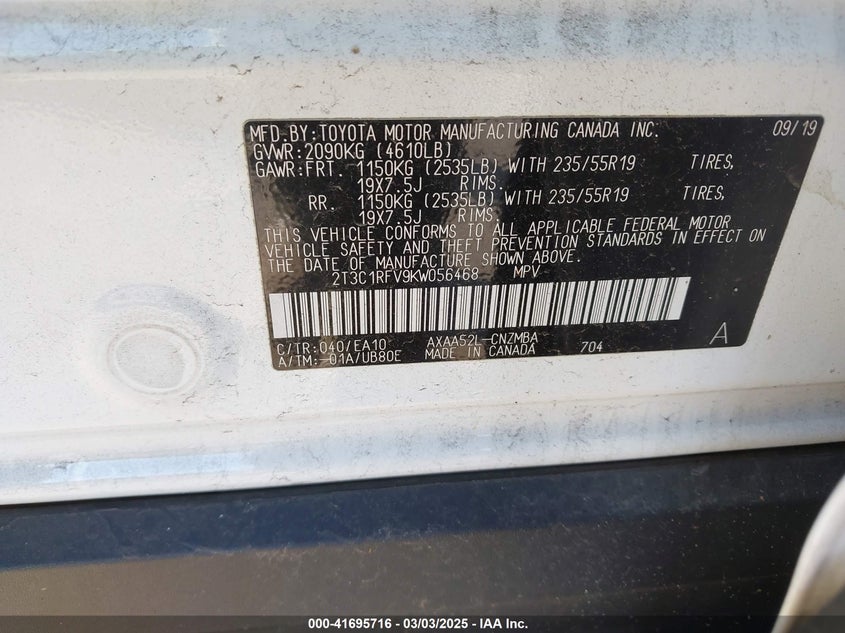 MFD.BY:TOYOTA MOTOR MANUFACTURING CANADA INC. 09/19
GVWR:2090KG (4610LB)
GAWR:FRT. 1150KG (2535LB) WITH 235/55R19 TIRES,
19X7.5J RIMS.
RR. 1150KG (2535LB) WITH 235/55R19 TIRES,
19X7.5J RIMS.
THIS VEHICLE CONFORMS TO ALL APPLICABLE FEDERAL MOTOR
VEHICLE SAFETY AND THEFT PREVENTION STANDARDS IN EFFECT ON
THE DATE OF MANUFACTURE SHOWN ABOVE.
2T3C1RFV9KW056468 MPV
C/TR:040/EA10 AXAA52L-CNZMBA A
A/TM:-01A/UB80E MADE IN CANADA 704
000-41695716 - 03/03/2025 - IAA Inc.